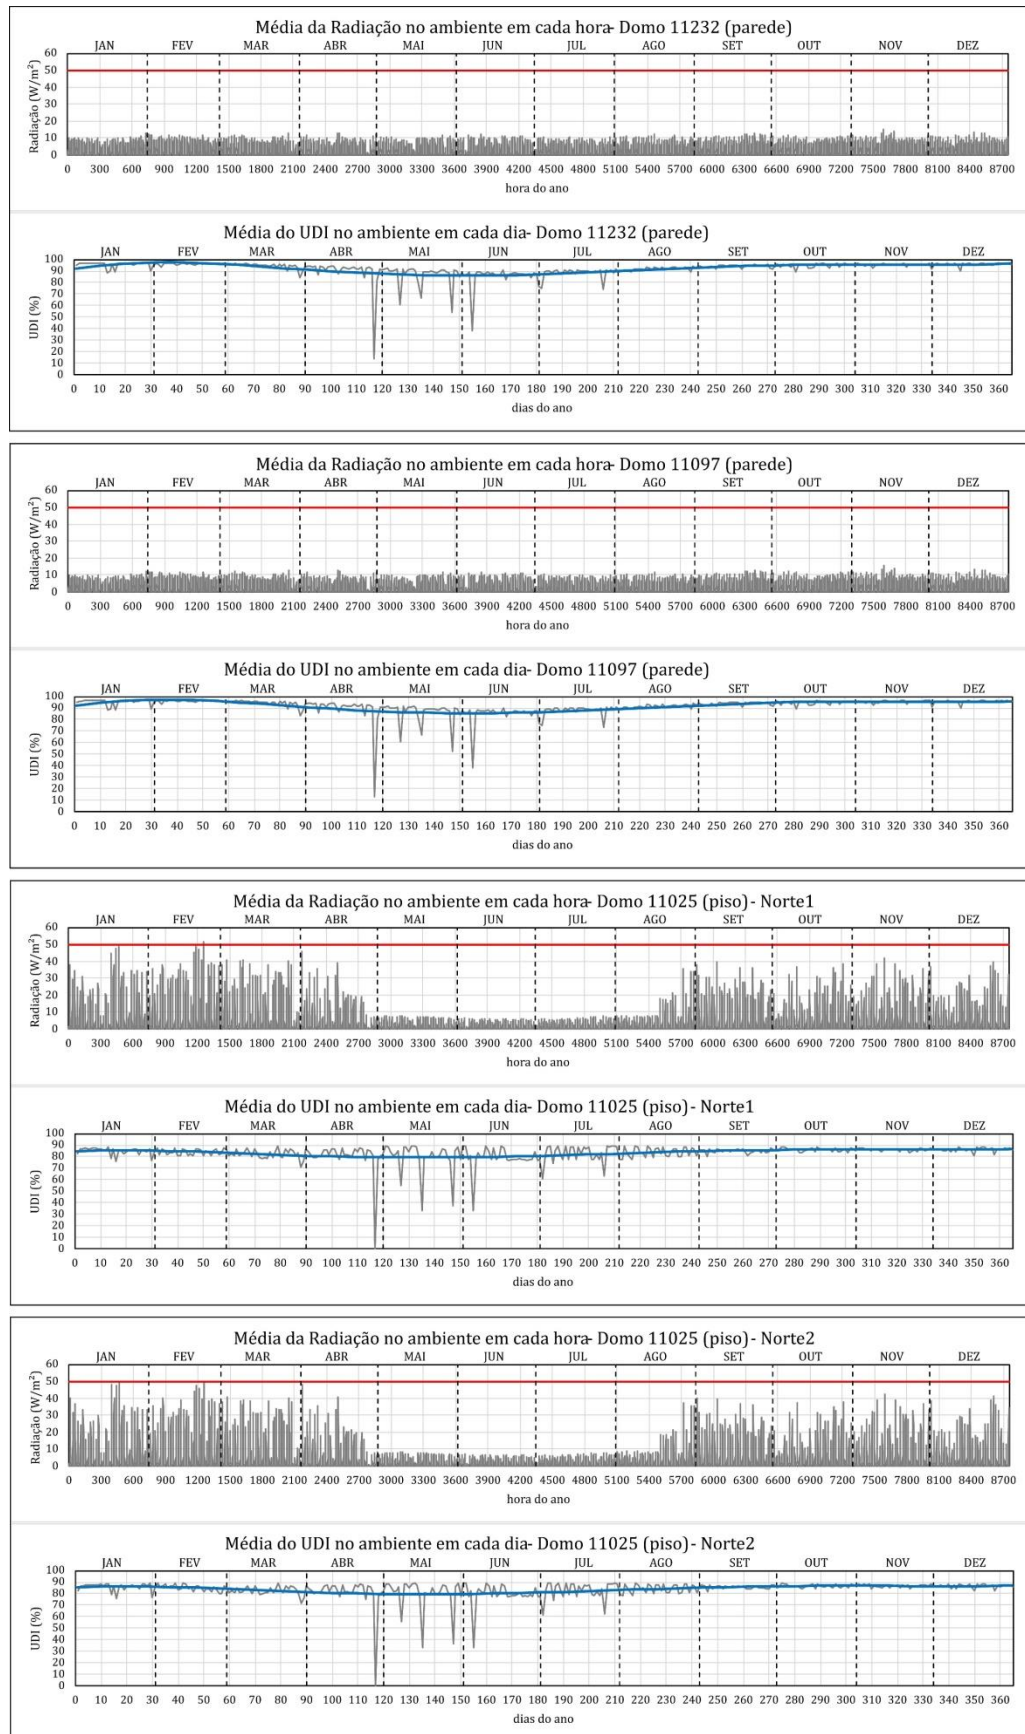 Média da Radiação no ambiente em cada hora- Domo 11232 (parede)
JAN FEV MAR ABR MAI JUN JUL AGO SET OUT NOV DEZ
60
50
40
30
20
10
0
Radiação (W/m²)
0 300 600 900 1200 1500 1800 2100 2400 2700 3000 3300 3600 3900 4200 4500 4800 5100 5400 5700 6000 6300 6600 6900 7200 7500 7800 8100 8400 8700
hora do ano
Média do UDI no ambiente em cada dia- Domo 11232 (parede)
JAN FEV MAR ABR MAI JUN JUL AGO SET OUT NOV DEZ
100
90
80
70
60
50
40
30
20
10
0
UDI (%)
0 10 20 30 40 50 60 70 80 90 100 110 120 130 140 150 160 170 180 190 200 210 220 230 240 250 260 270 280 290 300 310 320 330 340 350 360
dias do ano
Média da Radiação no ambiente em cada hora- Domo 11097 (parede)
JAN FEV MAR ABR MAI JUN JUL AGO SET OUT NOV DEZ
60
50
40
30
20
10
0
Radiação (W/m²)
0 300 600 900 1200 1500 1800 2100 2400 2700 3000 3300 3600 3900 4200 4500 4800 5100 5400 5700 6000 6300 6600 6900 7200 7500 7800 8100 8400 8700
hora do ano
Média do UDI no ambiente em cada dia- Domo 11097 (parede)
JAN FEV MAR ABR MAI JUN JUL AGO SET OUT NOV DEZ
100
90
80
70
60
50
40
30
20
10
0
UDI (%)
0 10 20 30 40 50 60 70 80 90 100 110 120 130 140 150 160 170 180 190 200 210 220 230 240 250 260 270 280 290 300 310 320 330 340 350 360
dias do ano
Média da Radiação no ambiente em cada hora- Domo 11025 (piso)- Norte1
JAN FEV MAR ABR MAI JUN JUL AGO SET OUT NOV DEZ
60
50
40
30
20
10
0
Radiação (W/m²)
0 300 600 900 1200 1500 1800 2100 2400 2700 3000 3300 3600 3900 4200 4500 4800 5100 5400 5700 6000 6300 6600 6900 7200 7500 7800 8100 8400 8700
hora do ano
Média do UDI no ambiente em cada dia- Domo 11025 (piso)- Norte1
JAN FEV MAR ABR MAI JUN JUL AGO SET OUT NOV DEZ
100
90
80
70
60
50
40
30
20
10
0
UDI (%)
0 10 20 30 40 50 60 70 80 90 100 110 120 130 140 150 160 170 180 190 200 210 220 230 240 250 260 270 280 290 300 310 320 330 340 350 360
dias do ano
Média da Radiação no ambiente em cada hora- Domo 11025 (piso)- Norte2
JAN FEV MAR ABR MAI JUN JUL AGO SET OUT NOV DEZ
60
50
40
30
20
10
0
Radiação (W/m²)
0 300 600 900 1200 1500 1800 2100 2400 2700 3000 3300 3600 3900 4200 4500 4800 5100 5400 5700 6000 6300 6600 6900 7200 7500 7800 8100 8400 8700
hora do ano
Média do UDI no ambiente em cada dia- Domo 11025 (piso)- Norte2
JAN FEV MAR ABR MAI JUN JUL AGO SET OUT NOV DEZ
100
90
80
70
60
50
40
30
20
10
0
UDI (%)
0 10 20 30 40 50 60 70 80 90 100 110 120 130 140 150 160 170 180 190 200 210 220 230 240 250 260 270 280 290 300 310 320 330 340 350 360
dias do ano